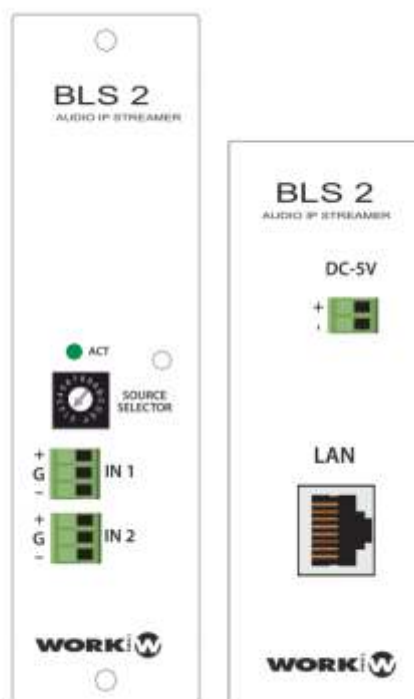 BLS 2
AUDIO IP STREAMER
ACT
SOURCE
SELECTOR
+
G
-
IN 1
+
G
-
IN 2
WORK
BLS 2
AUDIO IP STREAMER
DC-5V
+
-
LAN
WORK